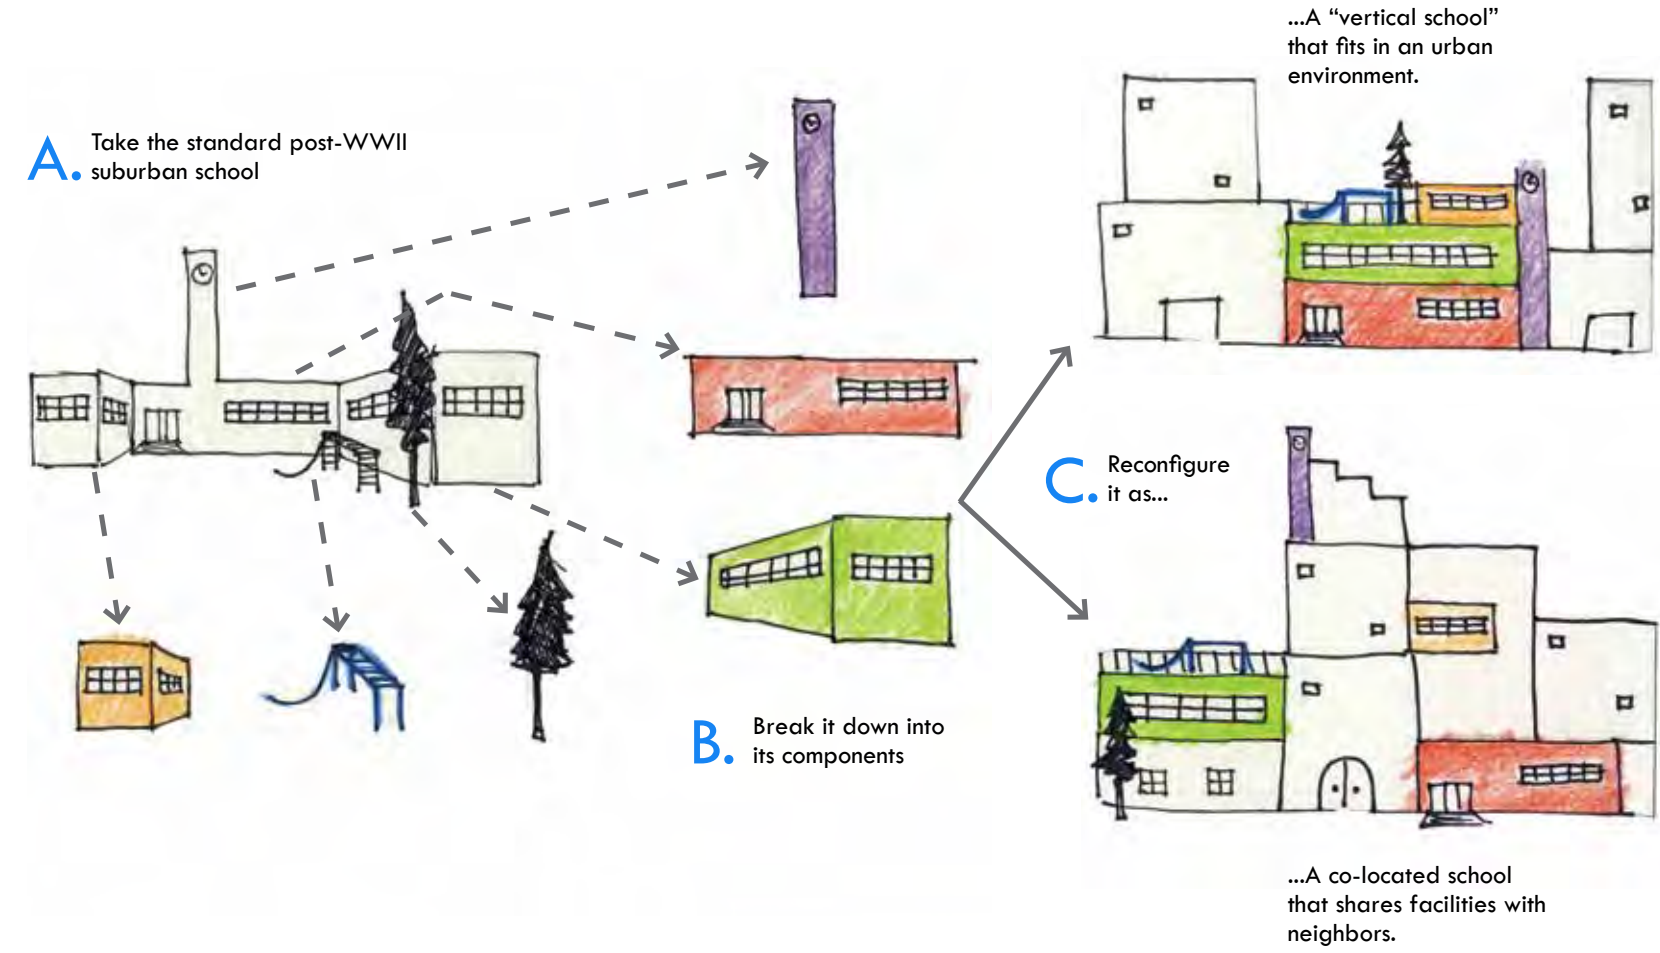 A. Take the standard post-WWII
suburban school
B. Break it down into
its components
C. Reconfigure
it as...
...A “vertical school”
that fits in an urban
environment.
...A co-located school
that shares facilities with
neighbors.